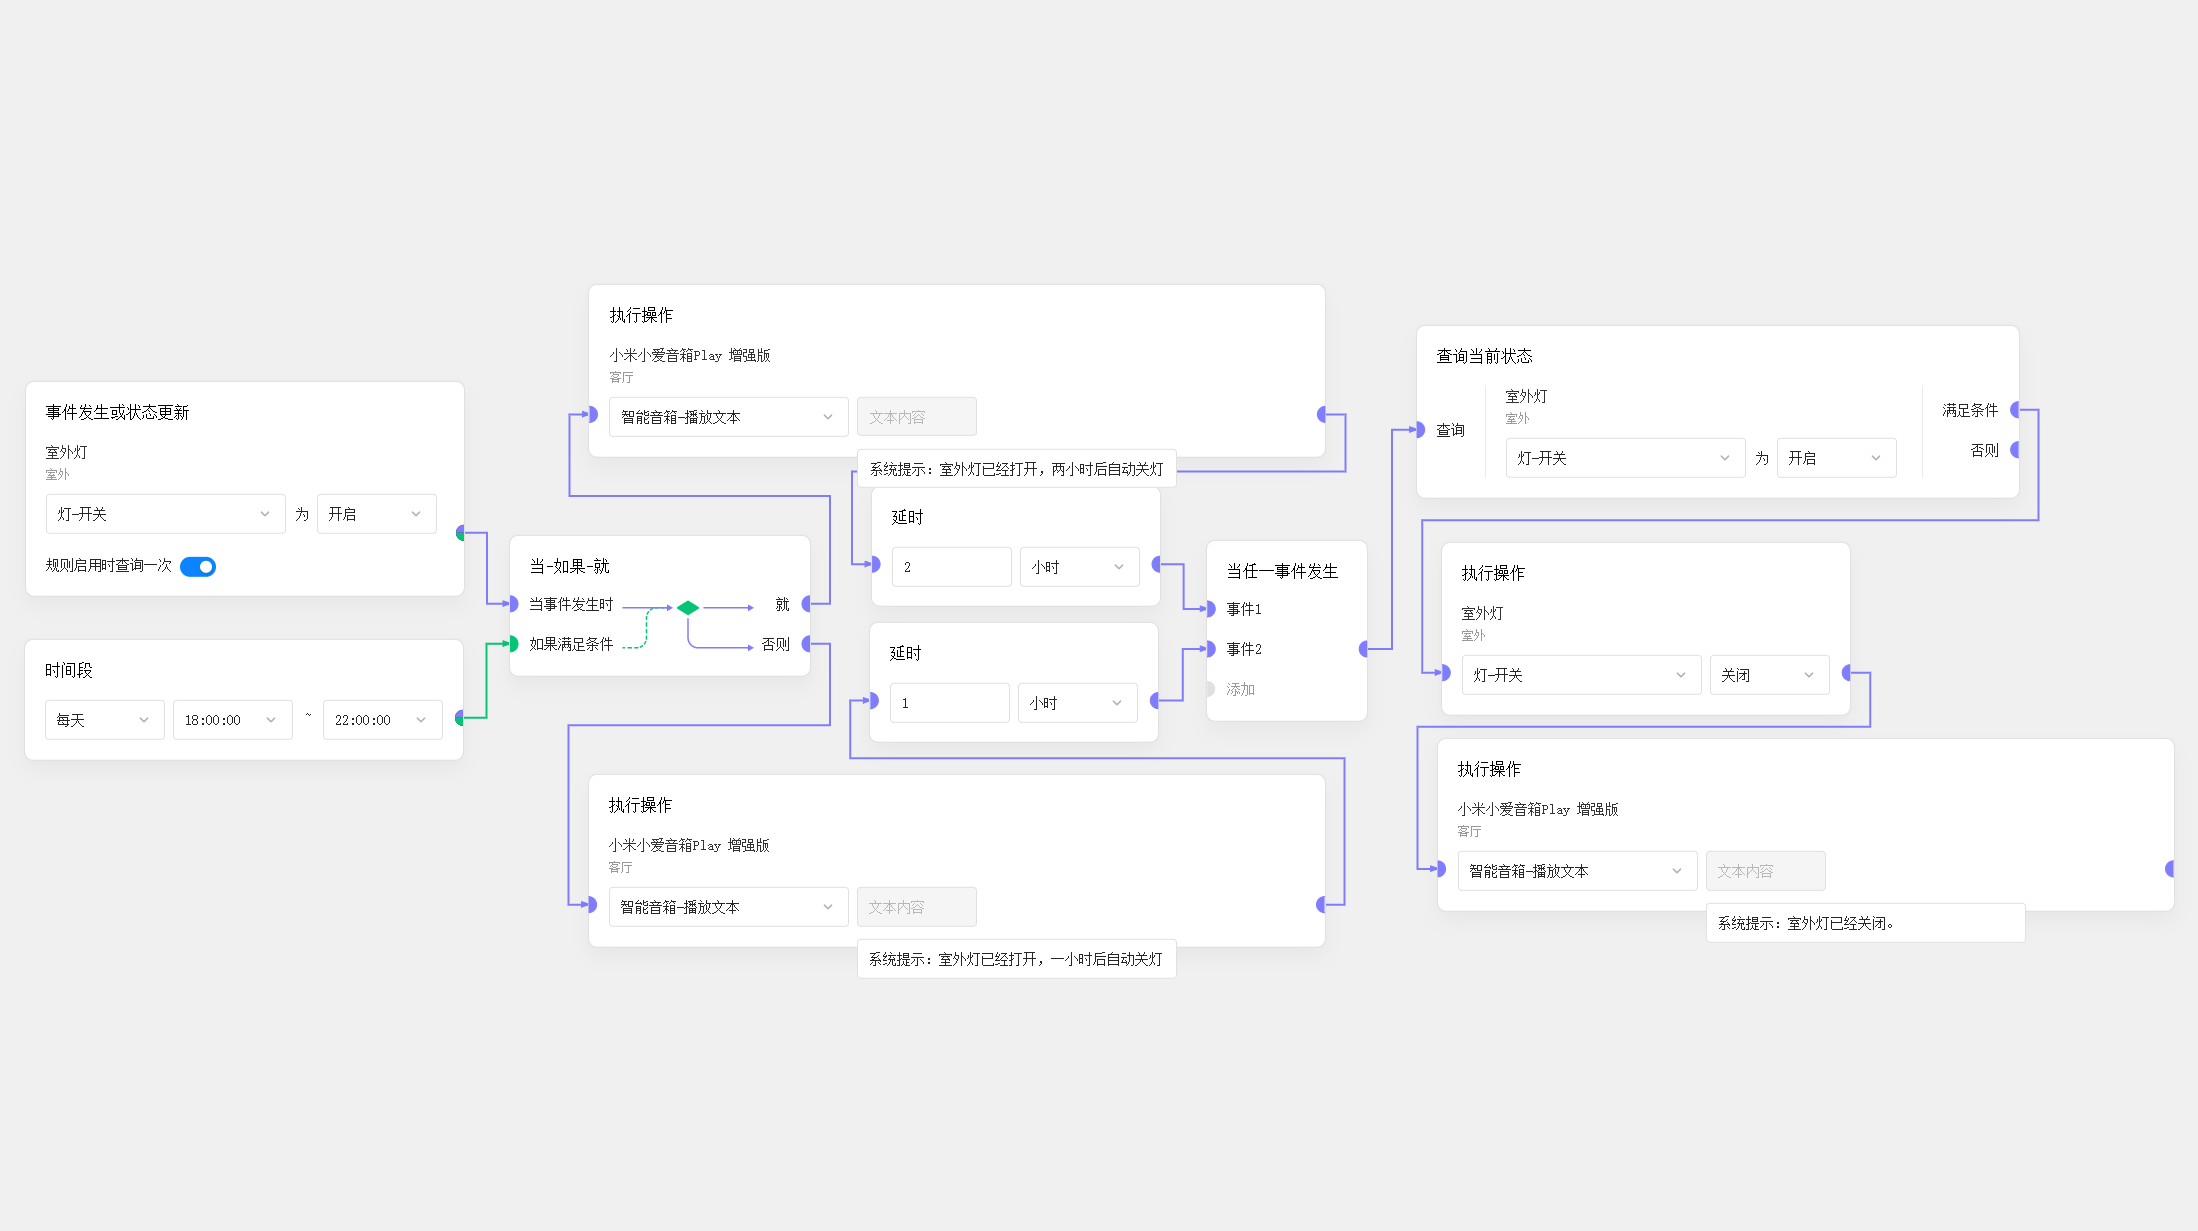 事件发生或状态更新
室外灯
室外
灯-开关 为 开启
规则启用时查询一次
时间段
每天 18:00:00 ~ 22:00:00
当-如果-就
当事件发生时 就
如果满足条件 否则
执行操作
小米小爱音箱Play 增强版
客厅
智能音箱-播放文本 文本内容
系统提示：室外灯已经打开，两小时后自动关灯
延时
2 小时
延时
1 小时
执行操作
小米小爱音箱Play 增强版
客厅
智能音箱-播放文本 文本内容
系统提示：室外灯已经打开，一小时后自动关灯
当任一事件发生
事件1
事件2
添加
查询当前状态
查询
室外灯
室外
灯-开关 为 开启
满足条件
否则
执行操作
室外灯
室外
灯-开关 关闭
执行操作
小米小爱音箱Play 增强版
客厅
智能音箱-播放文本 文本内容
系统提示：室外灯已经关闭。